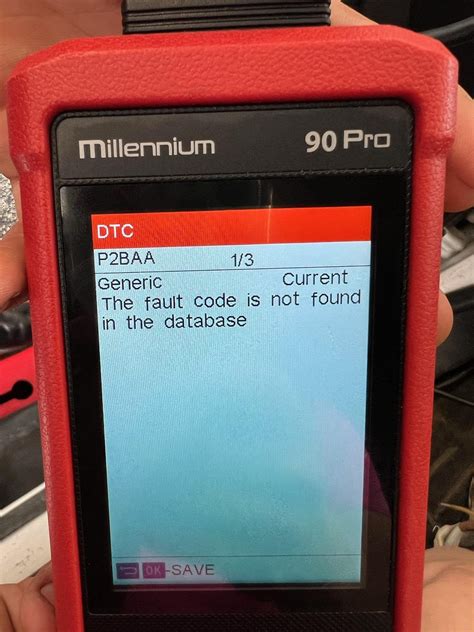 millennium 90 Pro
DTC
P2BAA 1/3
Generic Current
The fault code is not found
in the database
OK-SAVE